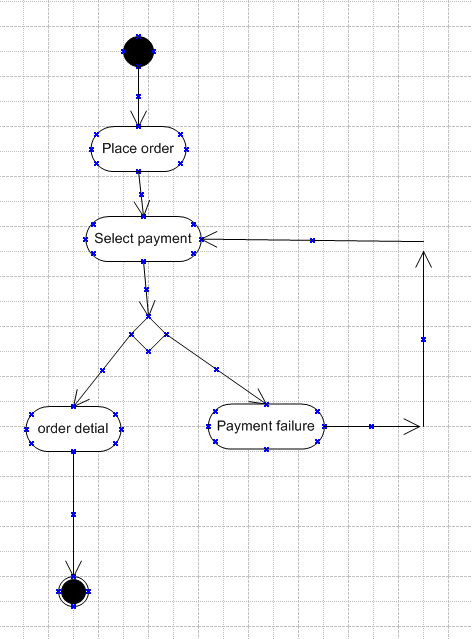 Place order
Select payment
order detial
Payment failure